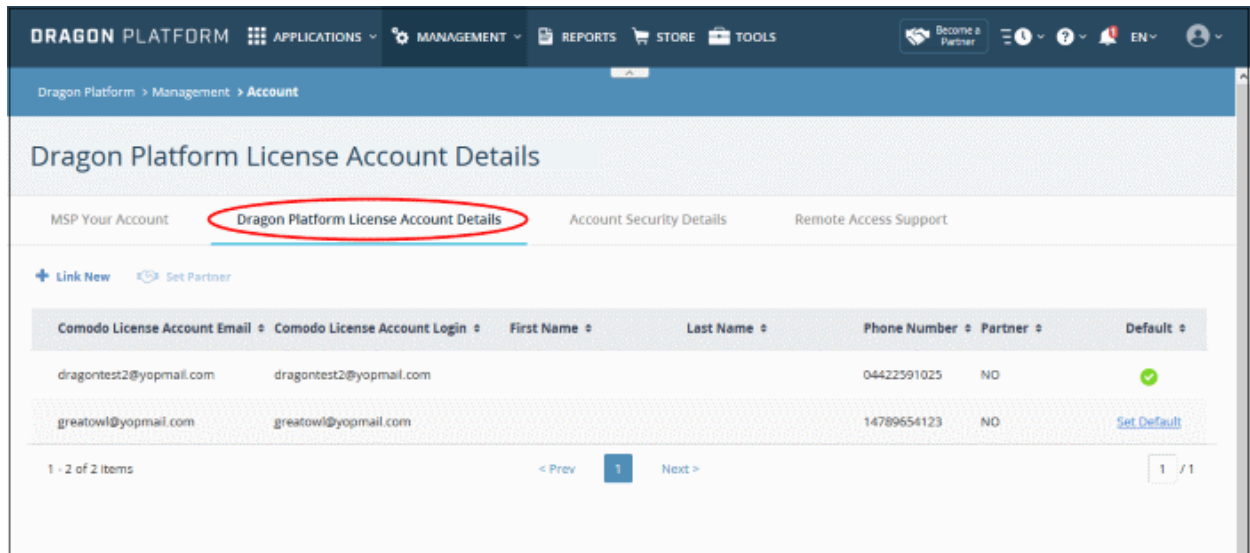 DRAGON PLATFORM APPLICATIONS MANAGEMENT REPORTS STORE TOOLS Become a Partner EN
Dragon Platform > Management > Account
Dragon Platform License Account Details
MSP Your Account Dragon Platform License Account Details Account Security Details Remote Access Support
Link New Set Partner
Comodo License Account Email Comodo License Account Login First Name Last Name Phone Number Partner Default
dragontest2@yopmail.com dragontest2@yopmail.com 04422591025 NO
greatowl@yopmail.com greatowl@yopmail.com 14789654123 NO Set Default
1 - 2 of 2 items < Prev 1 Next > 1 / 1